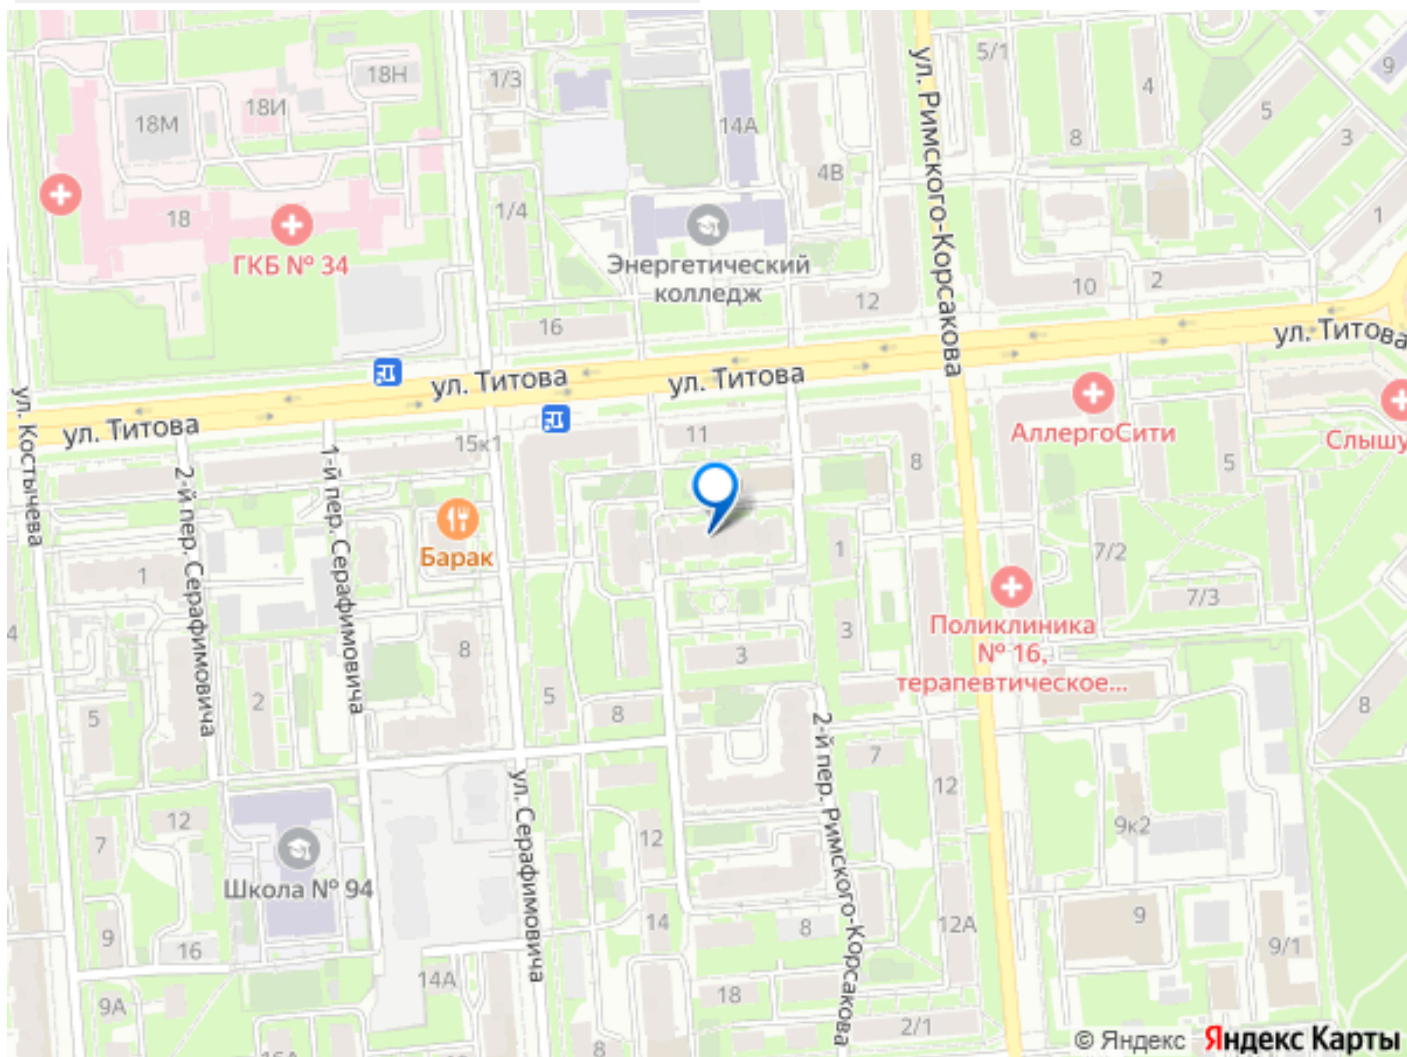 5/1
9
18Н
1/3
4
5
18И
18М
14А
8
3
4В
ул. Римского-Корсакова
1/4
18
1
ГКБ № 34
Энергетический
колледж
2
10
12
16
ул. Титова
ул. Титова
ул. Титова
ул. Титова
АллергоСити
Слышу
15к1
11
8
5
ул. Костычева
2-й пер. Серафимовича
1-й пер. Серафимовича
Барак
1
1
7/2
7/3
Поликлиника
№ 16,
терапевтическое...
4
8
3
3
5
2
5
8
8
7
12
2-й пер. Римского-Корсакова
ул. Серафимовича
12
7
12
9к2
Школа № 94
9
16
14
8
12А
9
9/1
14А
9А
18
2/1
16А
8
© Яндекс Яндекс Карты